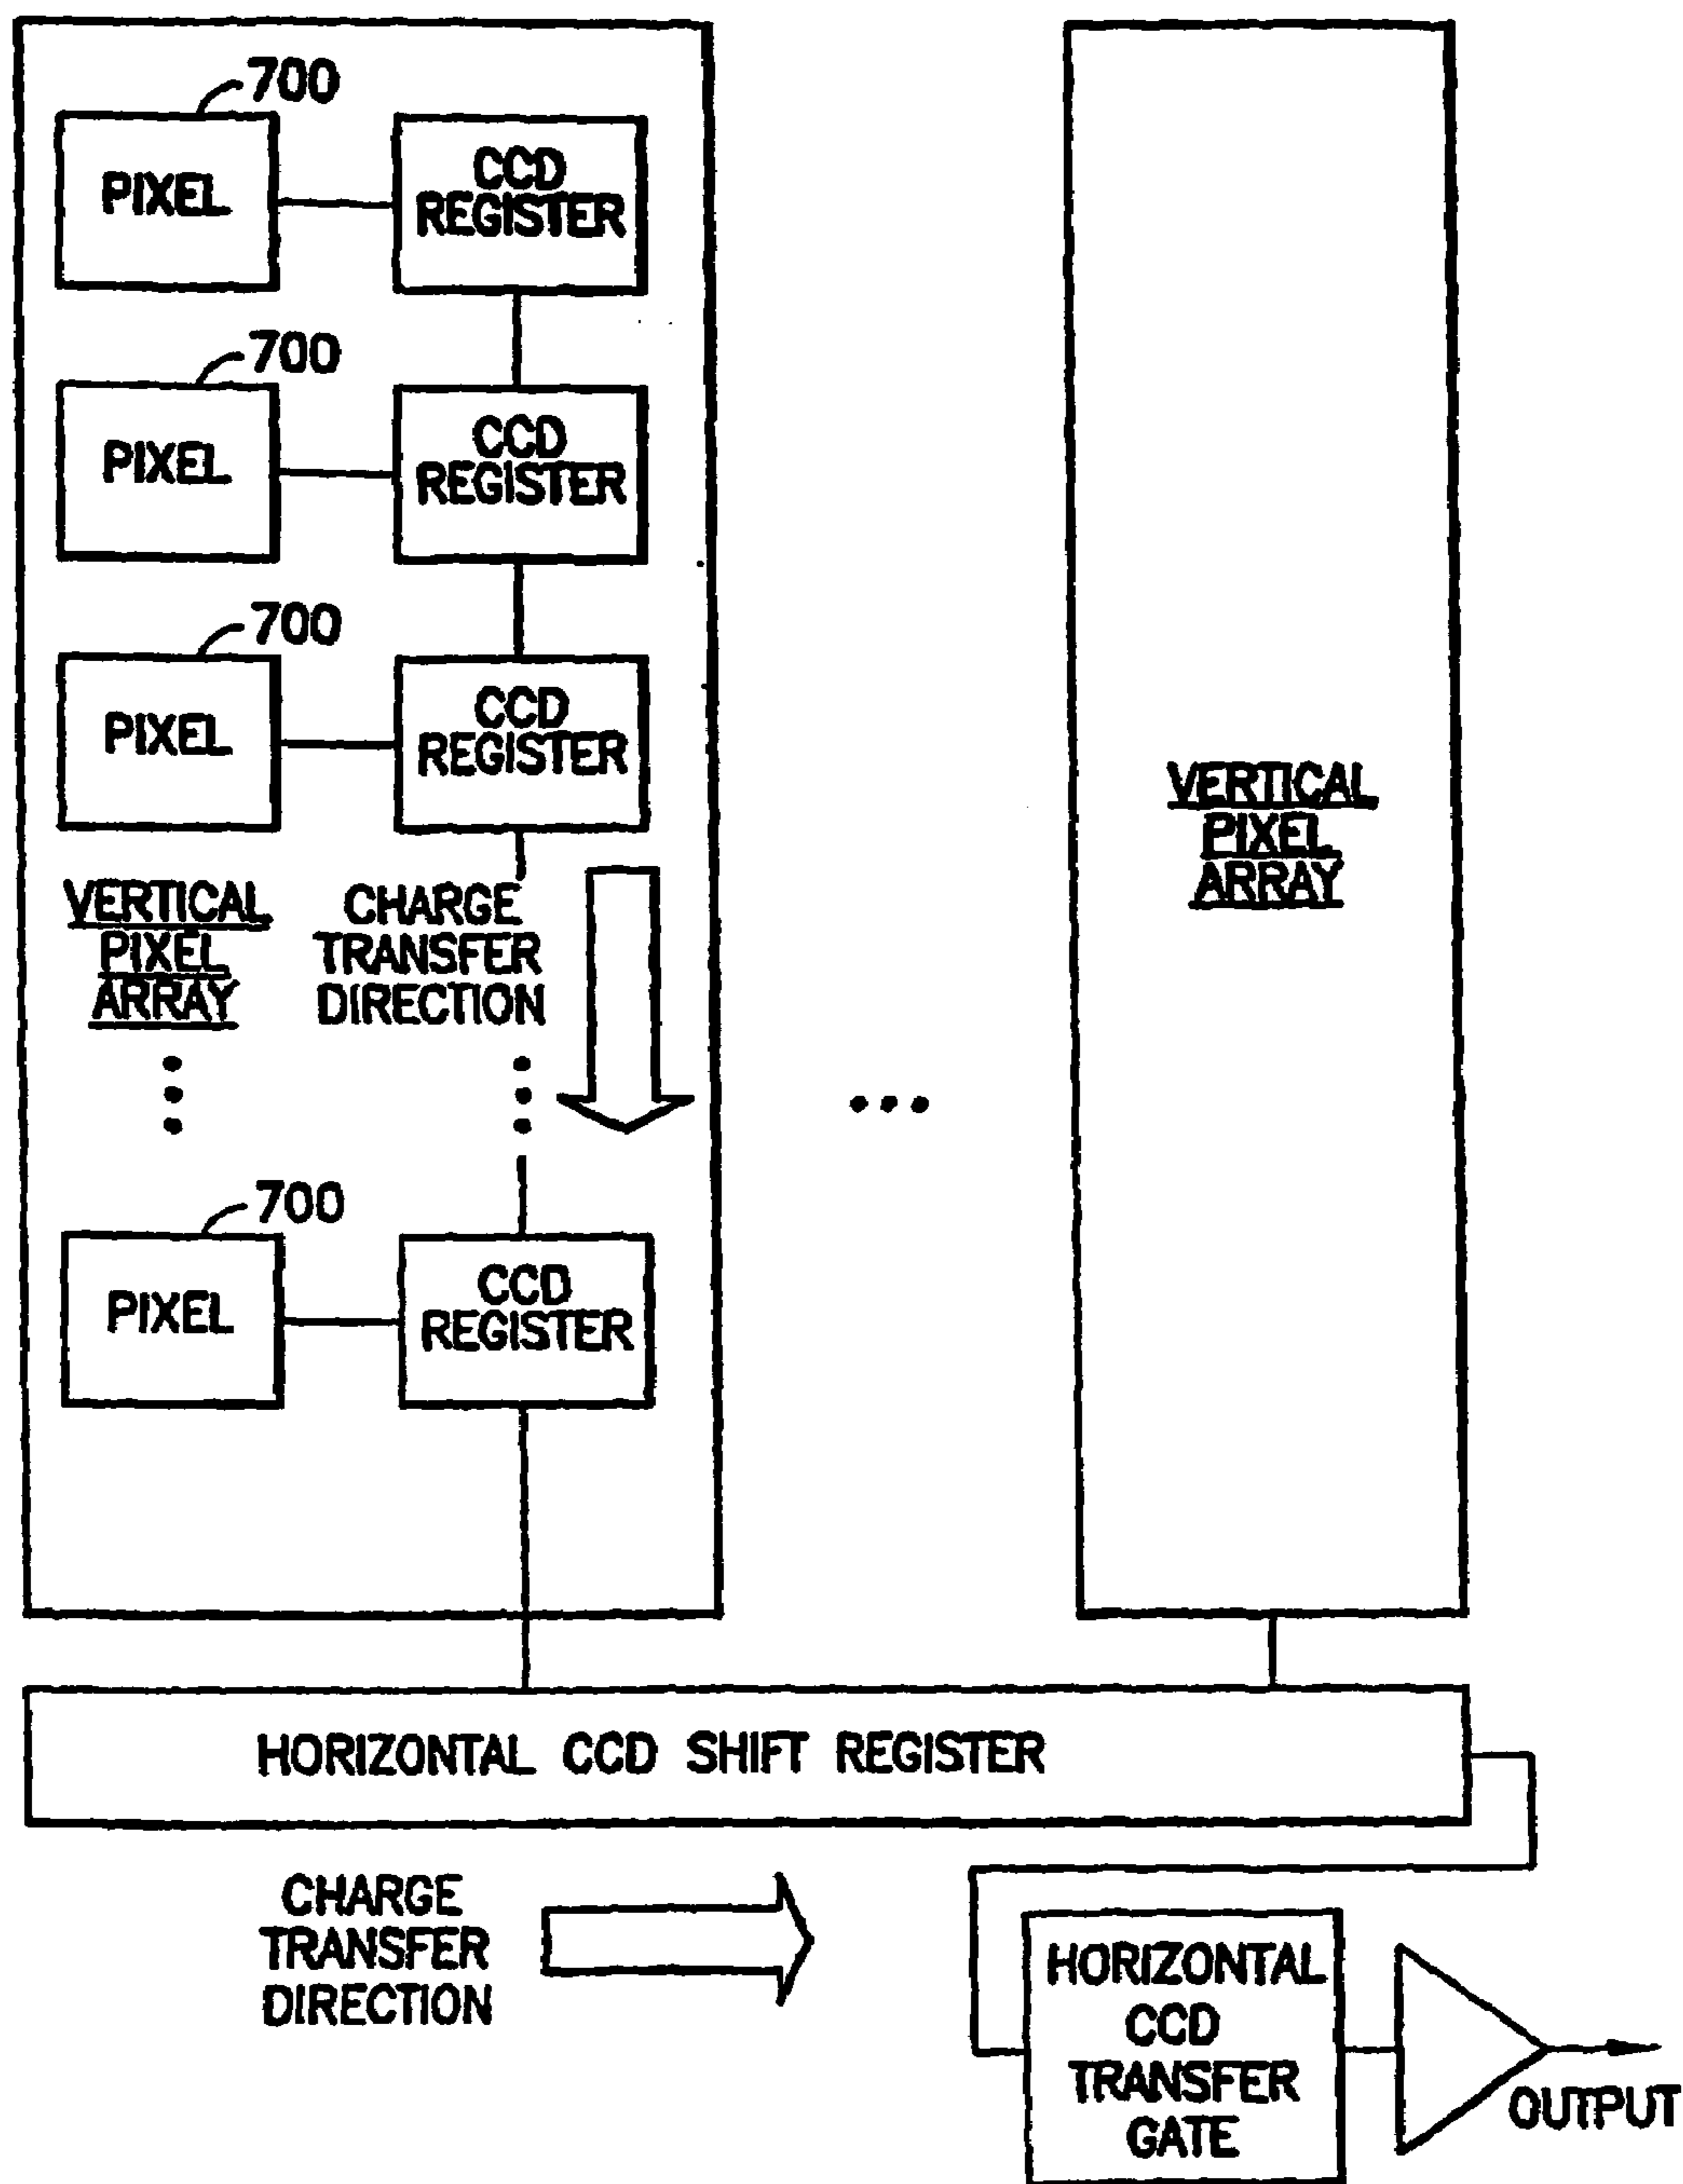 700
PIXEL
CCD
REGISTER
700
PIXEL
CCD
REGISTER
700
PIXEL
CCD
REGISTER
VERTICAL
PIXEL
ARRAY
CHARGE
TRANSFER
DIRECTION
VERTICAL
PIXEL
ARRAY
700
PIXEL
CCD
REGISTER
HORIZONTAL CCD SHIFT REGISTER
CHARGE
TRANSFER
DIRECTION
HORIZONTAL
CCD
TRANSFER
GATE
OUTPUT